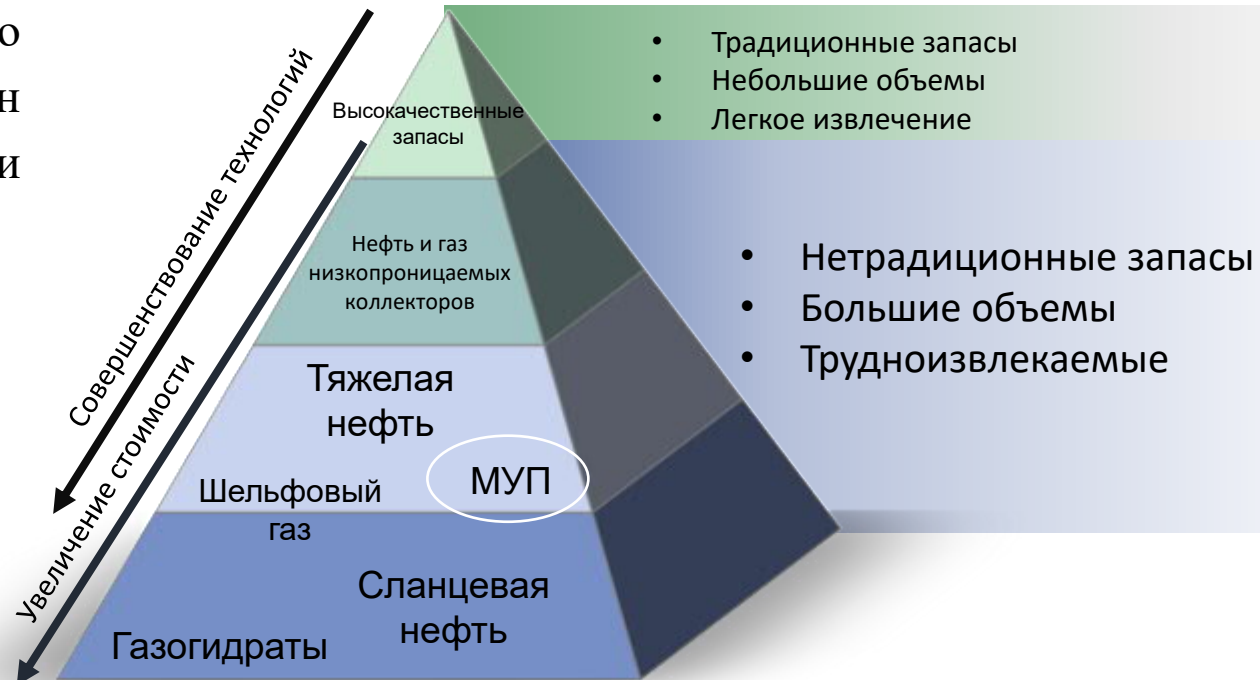 о
н
и
Совершенствование технологий
Увеличение стоимости
Высокачественные
запасы
Нефть и газ
низкопроницаемых
коллекторов
Тяжелая
нефть
МУП
Шельфовый
газ
Сланцевая
нефть
Газогидраты
• Традиционные запасы
• Небольшие объемы
• Легкое извлечение
• Нетрадиционные запасы
• Большие объемы
• Трудноизвлекаемые